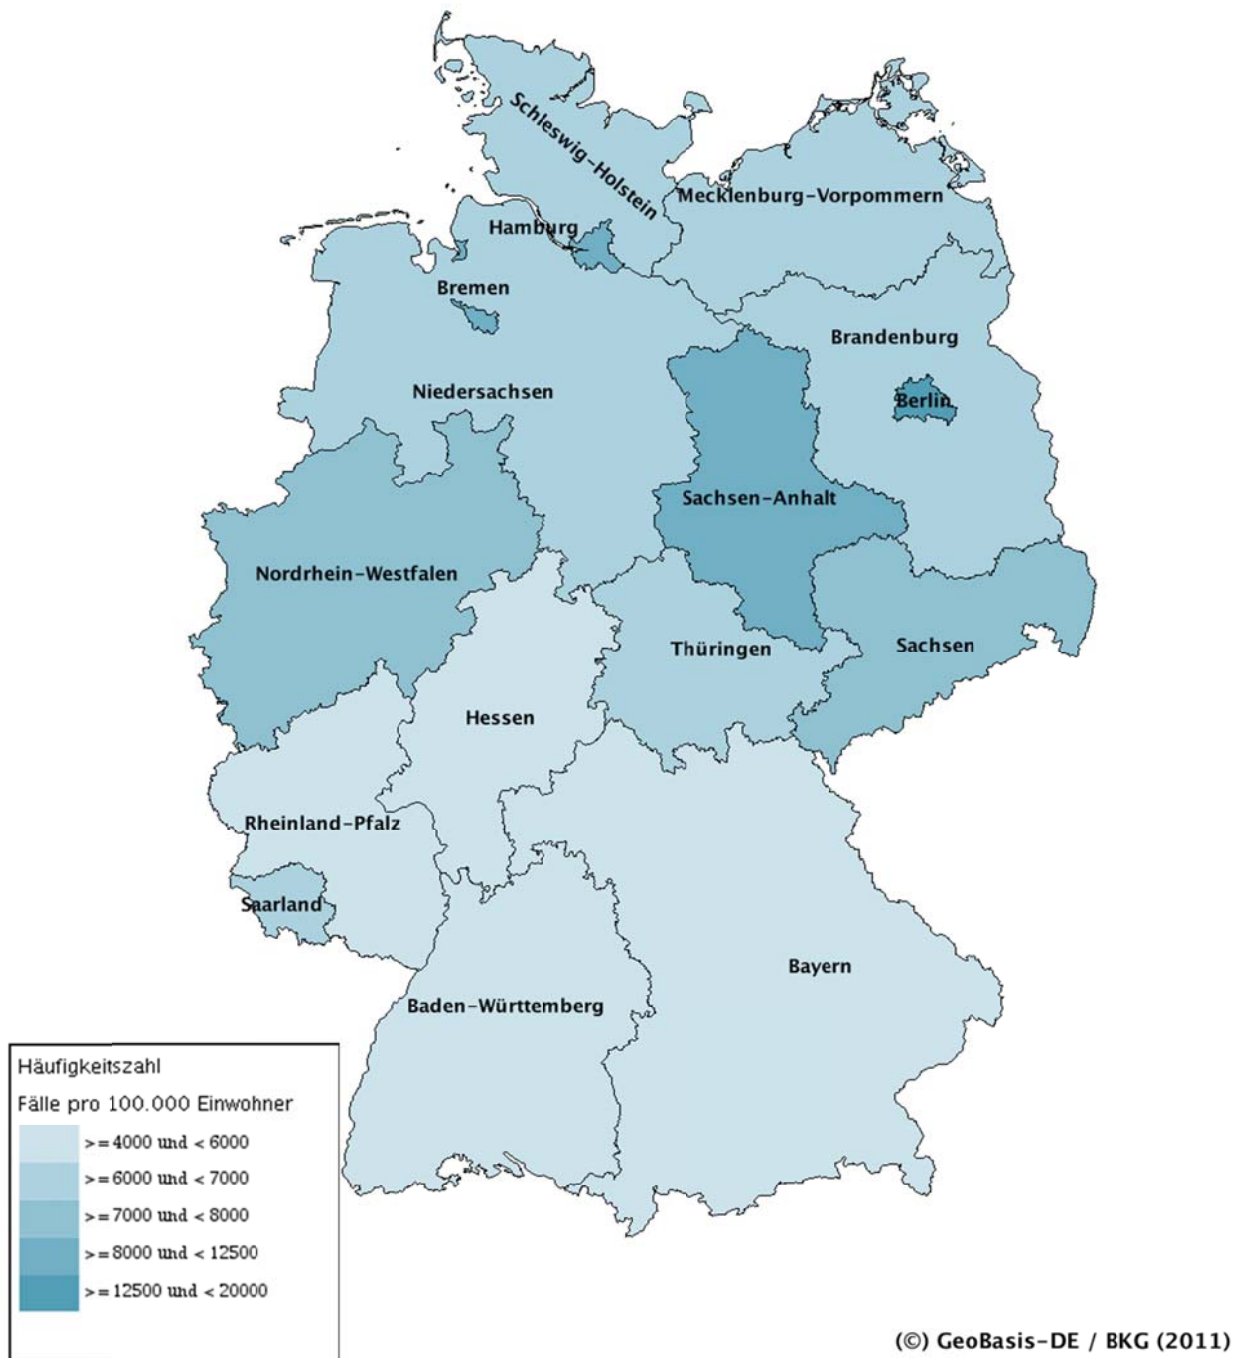 Schleswig-Holstein
Mecklenburg-Vorpommern
Hamburg
Bremen
Brandenburg
Niedersachsen
Berlin
Sachsen-Anhalt
Nordrhein-Westfalen
Thüringen
Sachsen
Hessen
Rheinland-Pfalz
Saarland
Bayern
Baden-Württemberg
Häufigkeitszahl
Fälle pro 100.000 Einwohner
>=4000 und < 6000
>=6000 und < 7000
>=7000 und < 8000
>=8000 und < 12500
>=12500 und < 20000
(©) GeoBasis-DE / BKG (2011)